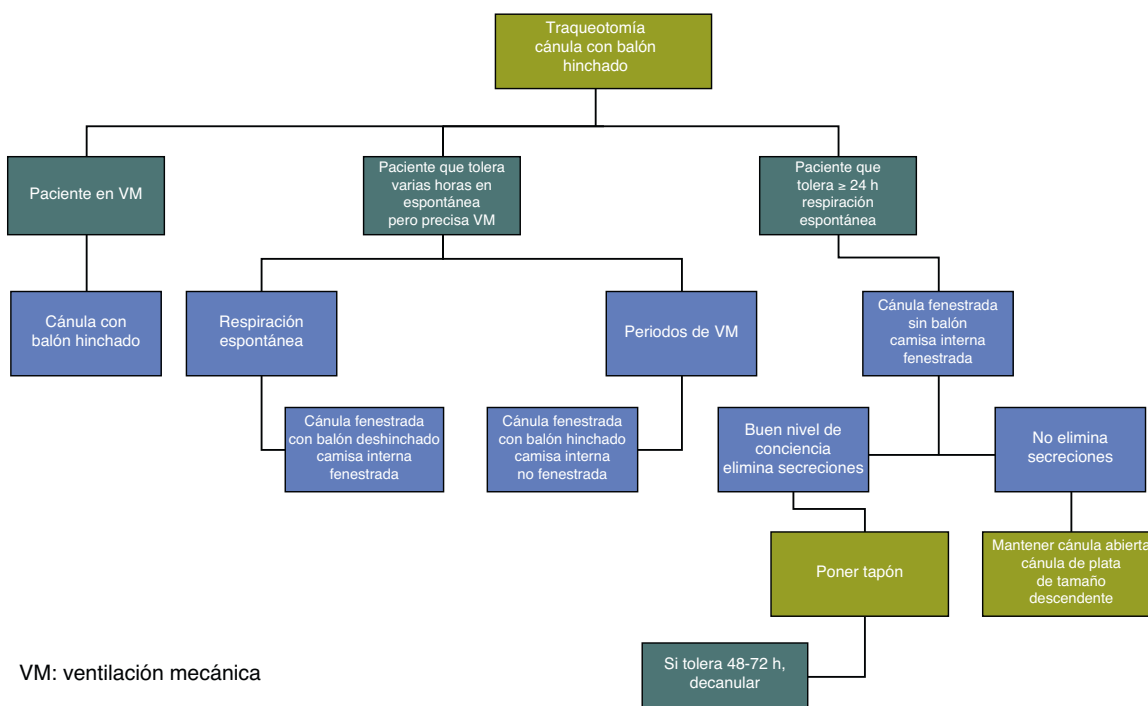 Traqueotomía
cánula con balón
hinchado
Paciente en VM
Paciente que tolera
varias horas en
espontánea
pero precisa VM
Paciente que
tolera ≥ 24 h
respiración
espontánea
Cánula con
balón hinchado
Respiración
espontánea
Periodos de VM
Cánula fenestrada
sin balón
camisa interna
fenestrada
Cánula fenestrada
con balón deshinchado
camisa interna
fenestrada
Cánula fenestrada
con balón hinchado
camisa interna
no fenestrada
Buen nivel de
conciencia
elimina secreciones
No elimina
secreciones
Poner tapón
Mantener cánula abierta
cánula de plata
de tamaño
descendente
Si tolera 48-72 h,
decanular
VM: ventilación mecánica